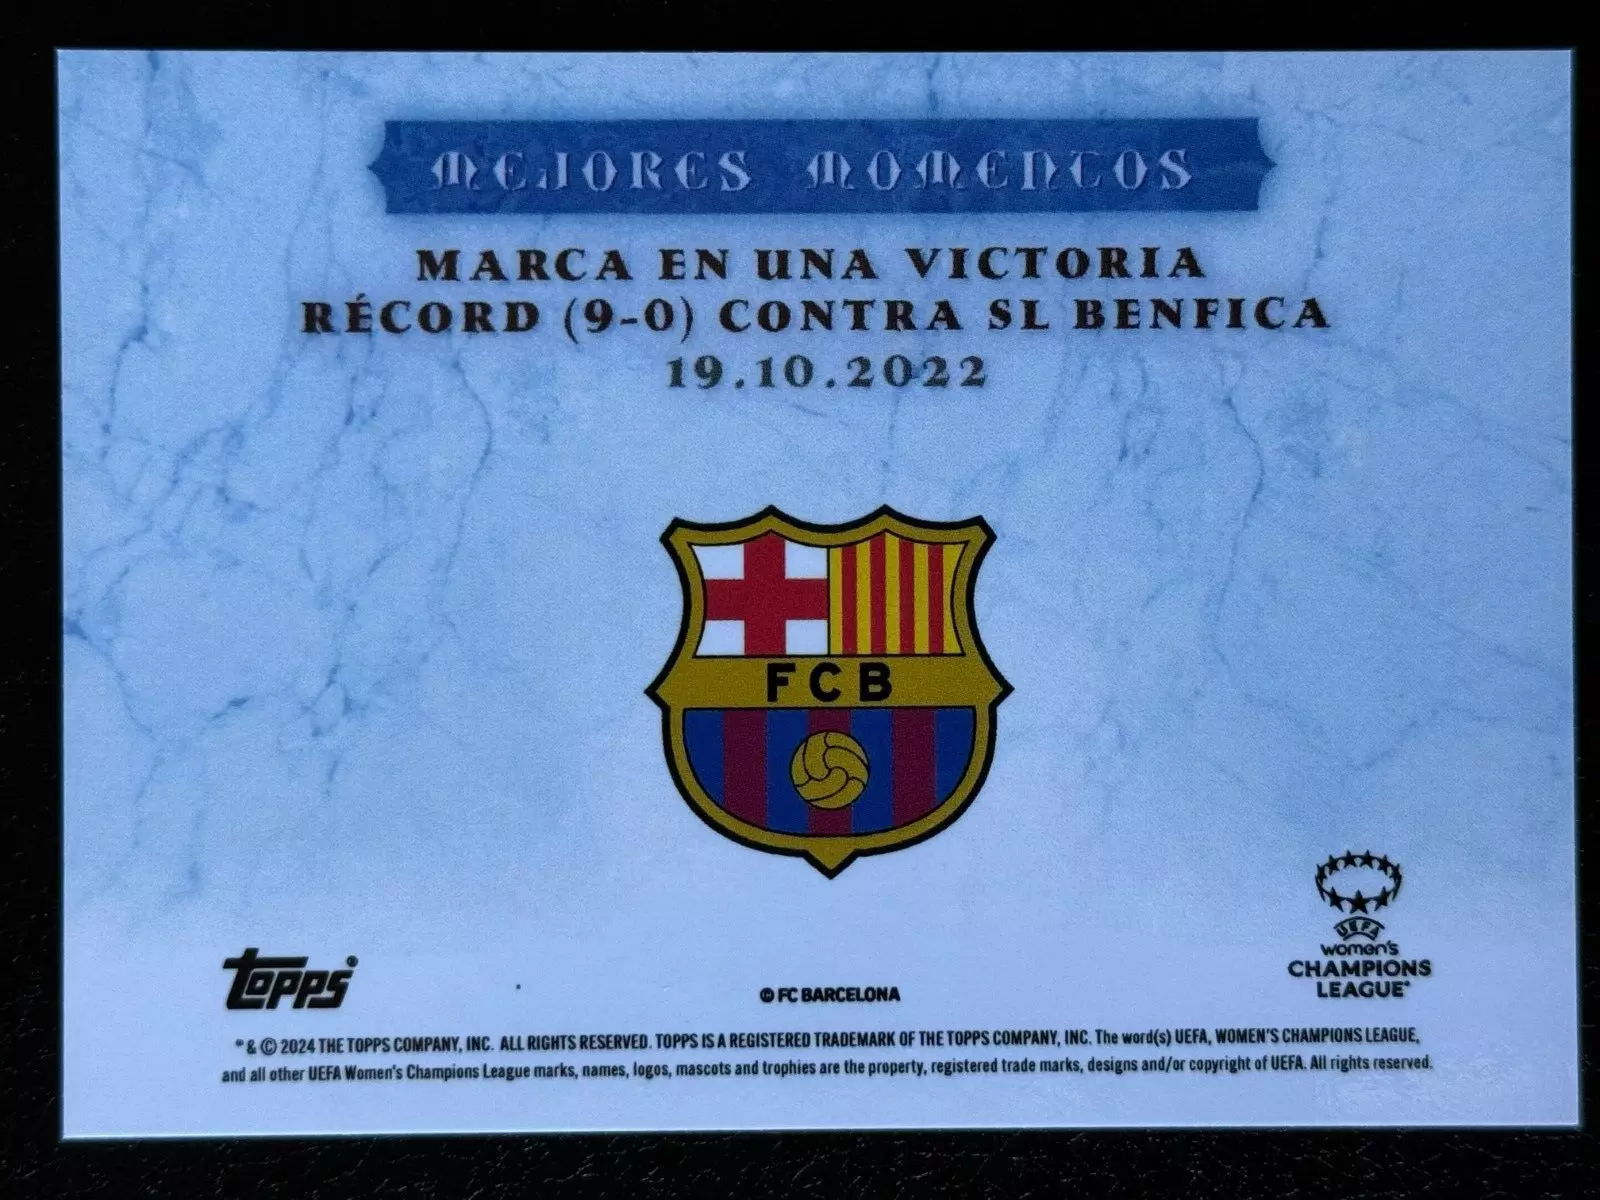 MEJORES MOMENTOS
MARCA EN UNA VICTORIA
RÉCORD (9-0) CONTRA SL BENFICA
19.10.2022
FCB
UEFA
women's
CHAMPIONS
LEAGUE
topps®
© FC BARCELONA
* & © 2024 THE TOPPS COMPANY, INC. ALL RIGHTS RESERVED. TOPPS IS A REGISTERED TRADEMARK OF THE TOPPS COMPANY, INC. The word(s) UEFA, WOMEN'S CHAMPIONS LEAGUE,
and all other UEFA Women's Champions League marks, names, logos, mascots and trophies are the property, registered trade marks, designs and/or copyright of UEFA. All rights reserved.